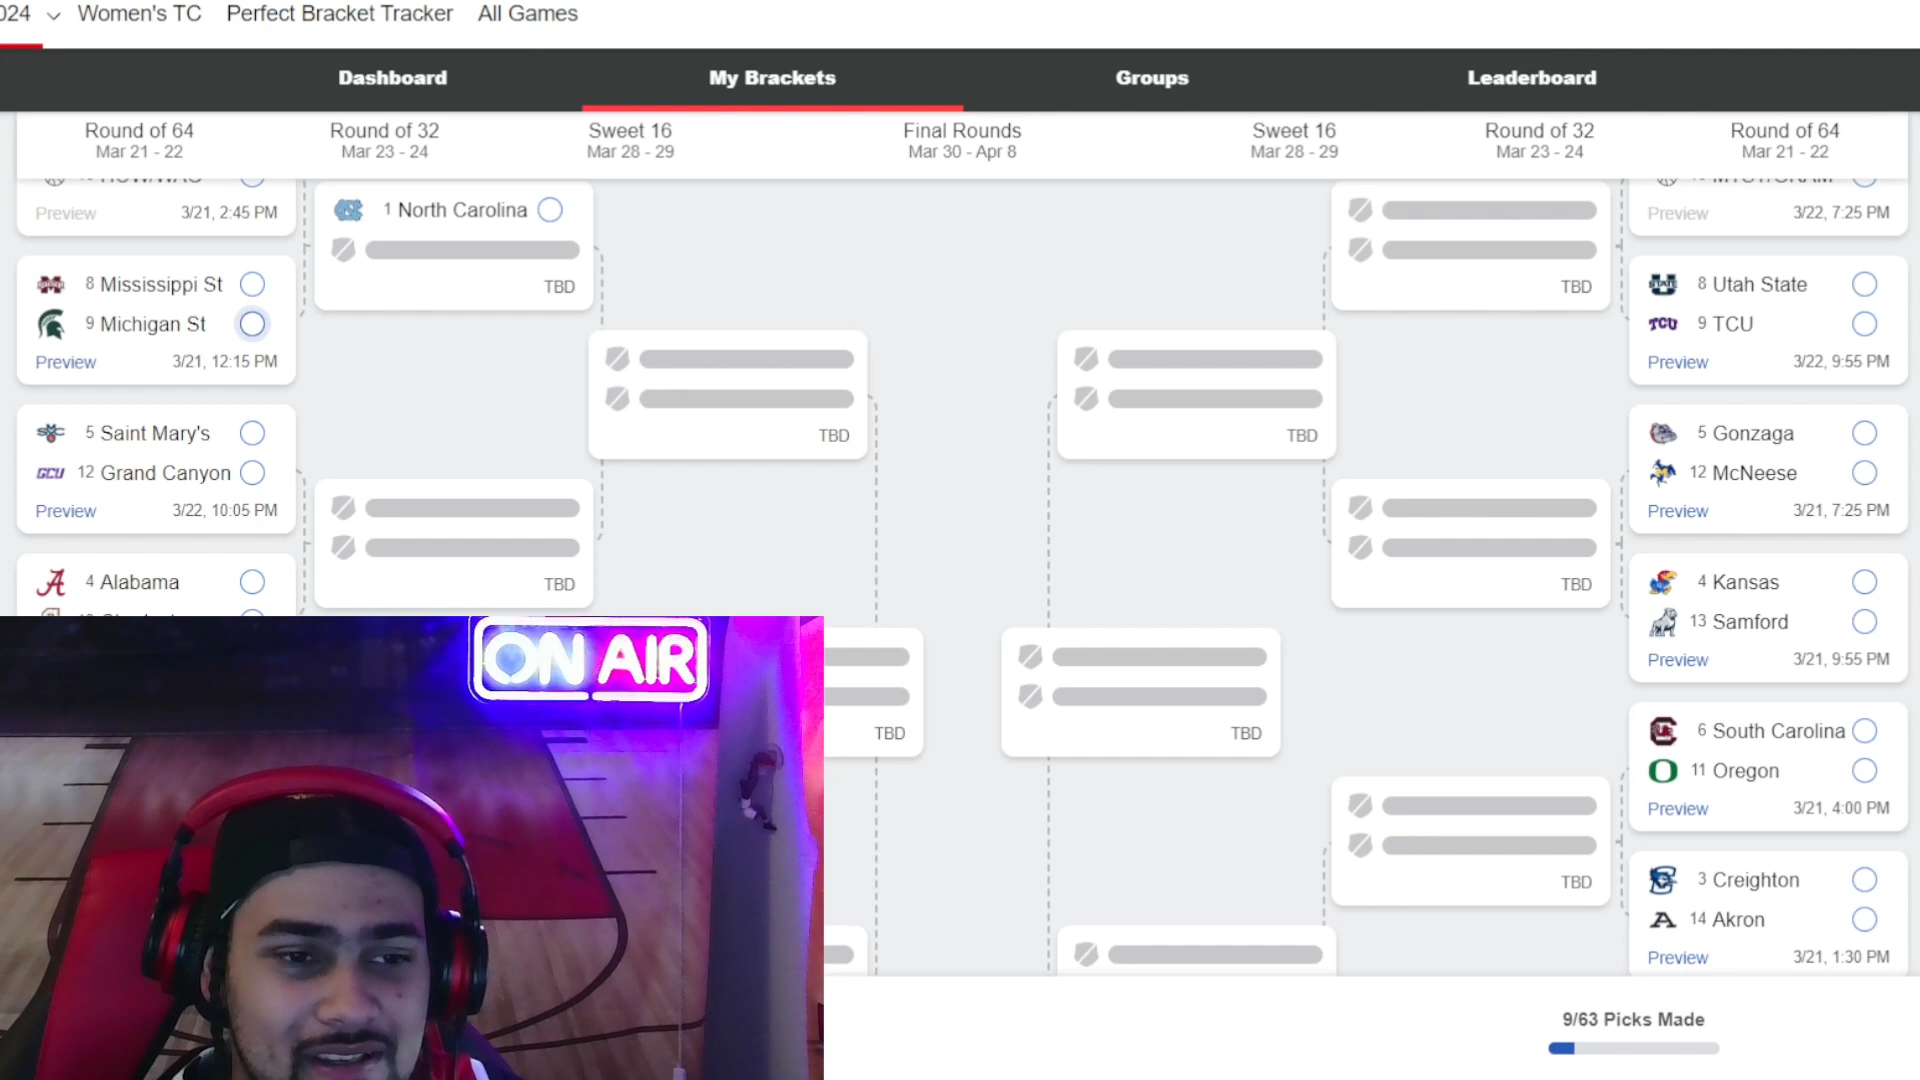 024 Women's TC Perfect Bracket Tracker All Games
Dashboard My Brackets Groups Leaderboard
Round of 64
Mar 21 - 22
Round of 32
Mar 23 - 24
Sweet 16
Mar 28 - 29
Final Rounds
Mar 30 - Apr 8
Sweet 16
Mar 28 - 29
Round of 32
Mar 23 - 24
Round of 64
Mar 21 - 22
Preview 3/21, 2:45 PM
8 Mississippi St
9 Michigan St
Preview 3/21, 12:15 PM
5 Saint Mary's
GCU 12 Grand Canyon
Preview 3/22, 10:05 PM
A 4 Alabama
1 North Carolina
TBD
TBD
TBD
TBD
TBD
TBD
TBD
TBD
TBD
Preview 3/22, 7:25 PM
8 Utah State
TCU 9 TCU
Preview 3/22, 9:55 PM
5 Gonzaga
12 McNeese
Preview 3/21, 7:25 PM
4 Kansas
13 Samford
Preview 3/21, 9:55 PM
6 South Carolina
O 11 Oregon
Preview 3/21, 4:00 PM
3 Creighton
A 14 Akron
Preview 3/21, 1:30 PM
ON AIR
9/63 Picks Made